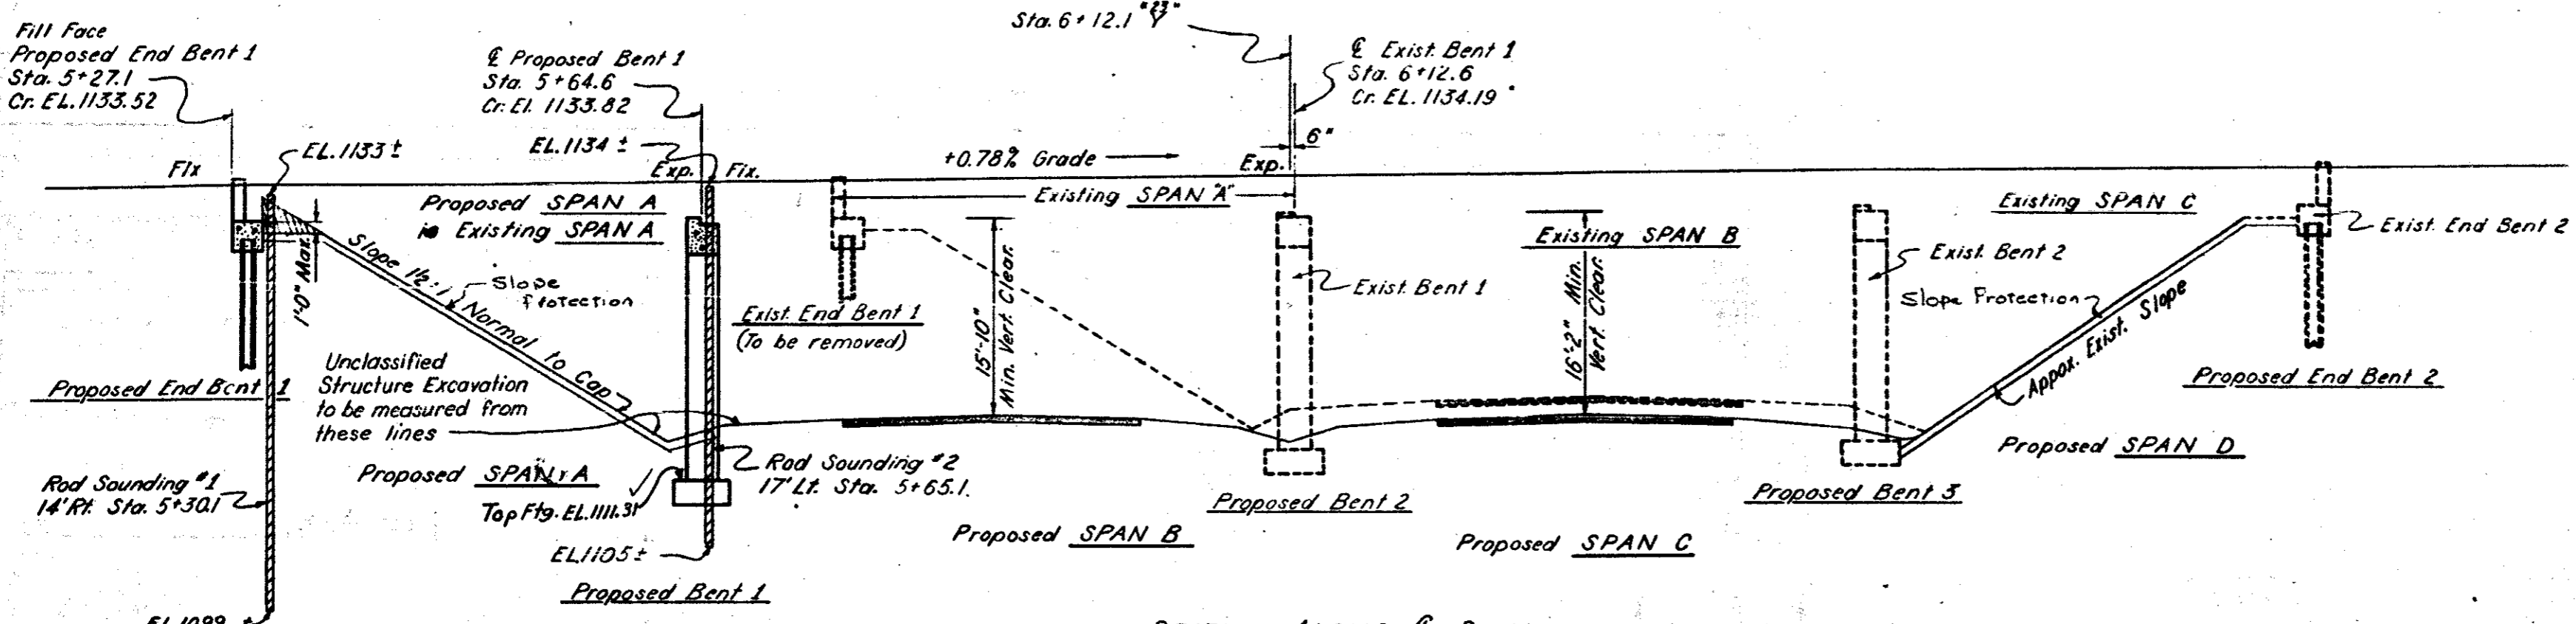 Fill Face
Proposed End Bent 1
Sta. 5+27.1
Cr. EL. 1133.52
℄ Proposed Bent 1
Sta. 5+64.6
Cr. El. 1133.82
Sta. 6+12.1 "Y"
℄ Exist. Bent 1
Sta. 6+12.6
Cr. EL. 1134.19
6"
EL. 1133 ±
EL. 1134 ±
Fix
Exp.
Fix.
+0.78% Grade
Exp.
Existing SPAN "A"
Proposed SPAN A
Existing SPAN A
Existing SPAN B
Existing SPAN C
Exist. End Bent 2
1'-0" Max.
Slope 1½:1 Normal to Cap
Slope Protection
Exist. End Bent 1
(To be removed)
15'-10"
Min. Vert. Clear.
Exist. Bent 1
16'-2" Min.
Vert. Clear.
Exist. Bent 2
Slope Protection
Appox. Exist. Slope
Unclassified
Structure Excavation
to be measured from
these lines
Proposed End Bent 1
Proposed End Bent 2
Rod Sounding #1
14' Rt. Sta. 5+30.1
Proposed SPAN A
Top Ftg. EL. 1111.31
Rod Sounding #2
17' Lt. Sta. 5+65.1
Proposed Bent 2
Proposed Bent 3
Proposed SPAN D
Proposed SPAN B
Proposed SPAN C
EL. 1105 ±
Proposed Bent 1
EL. 1099 ±